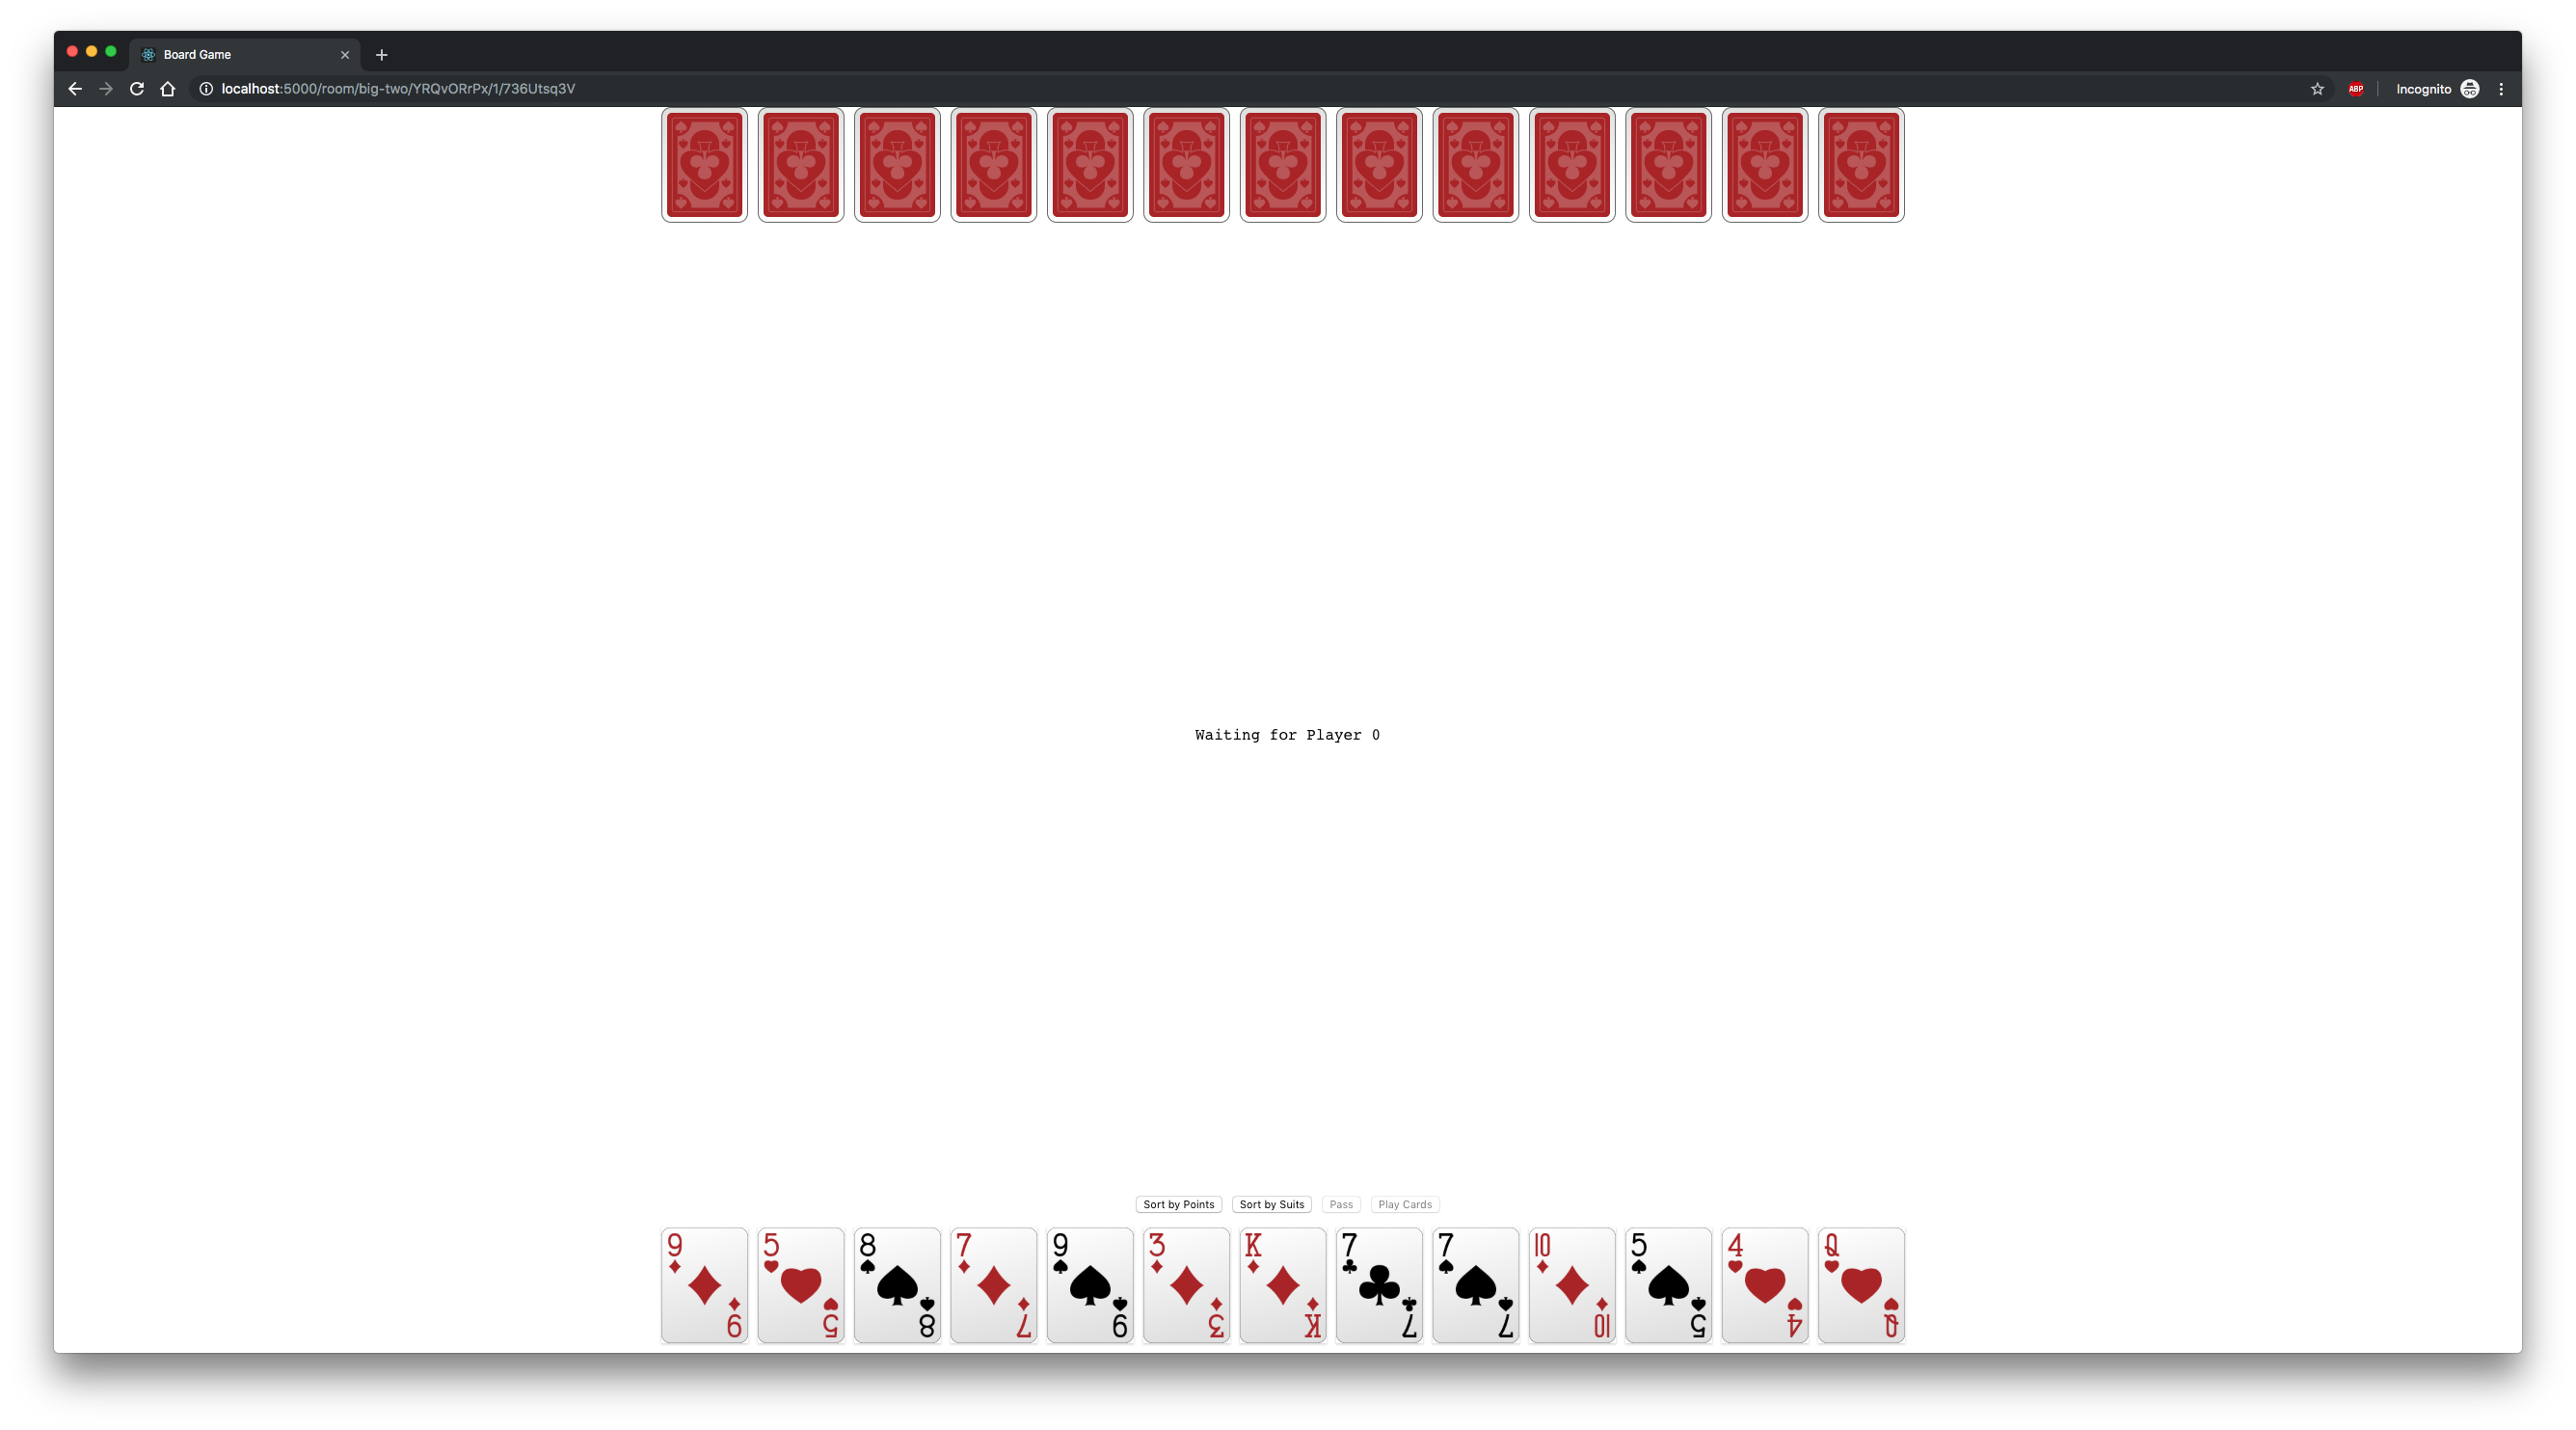 Board Game
localhost:5000/room/big-two/YRQvORrPx/1/736Utsq3V
ABP
Incognito
Waiting for Player 0
Sort by Points Sort by Suits Pass Play Cards
9 5 8 7 9 3 K 7 7 10 5 4 Q
9 5 8 7 9 3 K 7 7 10 5 4 Q